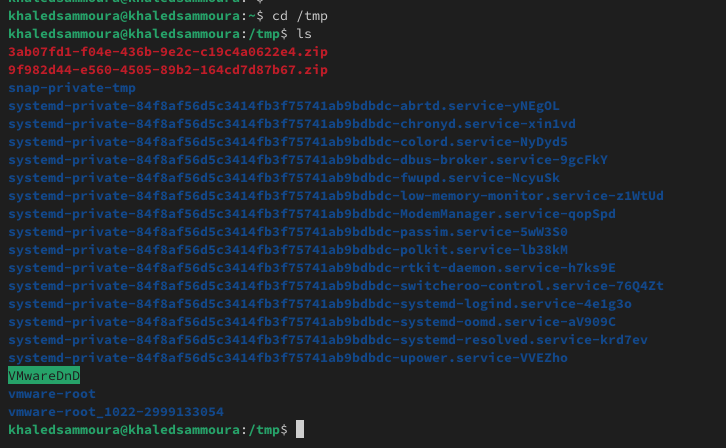 khaledsammoura@khaledsammoura:~$ cd /tmp
khaledsammoura@khaledsammoura:/tmp$ ls
3ab07fd1-f04e-436b-9e2c-c19c4a0622e4.zip
9f982d44-e560-4505-89b2-164cd7d87b67.zip
snap-private-tmp
systemd-private-84f8af56d5c3414fb3f75741ab9bdbdc-abrtd.service-yNEgOL
systemd-private-84f8af56d5c3414fb3f75741ab9bdbdc-chronyd.service-xin1vd
systemd-private-84f8af56d5c3414fb3f75741ab9bdbdc-colord.service-NyDyd5
systemd-private-84f8af56d5c3414fb3f75741ab9bdbdc-dbus-broker.service-9gcFkY
systemd-private-84f8af56d5c3414fb3f75741ab9bdbdc-fwupd.service-NcyuSk
systemd-private-84f8af56d5c3414fb3f75741ab9bdbdc-low-memory-monitor.service-z1WtUd
systemd-private-84f8af56d5c3414fb3f75741ab9bdbdc-ModemManager.service-qopSpd
systemd-private-84f8af56d5c3414fb3f75741ab9bdbdc-passim.service-5wW3S0
systemd-private-84f8af56d5c3414fb3f75741ab9bdbdc-polkit.service-lb38kM
systemd-private-84f8af56d5c3414fb3f75741ab9bdbdc-rtkit-daemon.service-h7ks9E
systemd-private-84f8af56d5c3414fb3f75741ab9bdbdc-switcheroo-control.service-76Q4Zt
systemd-private-84f8af56d5c3414fb3f75741ab9bdbdc-systemd-logind.service-4e1g3o
systemd-private-84f8af56d5c3414fb3f75741ab9bdbdc-systemd-oomd.service-aV909C
systemd-private-84f8af56d5c3414fb3f75741ab9bdbdc-systemd-resolved.service-krd7ev
systemd-private-84f8af56d5c3414fb3f75741ab9bdbdc-upower.service-VVEZho
VMwareDnD
vmware-root
vmware-root_1022-2999133054
khaledsammoura@khaledsammoura:/tmp$